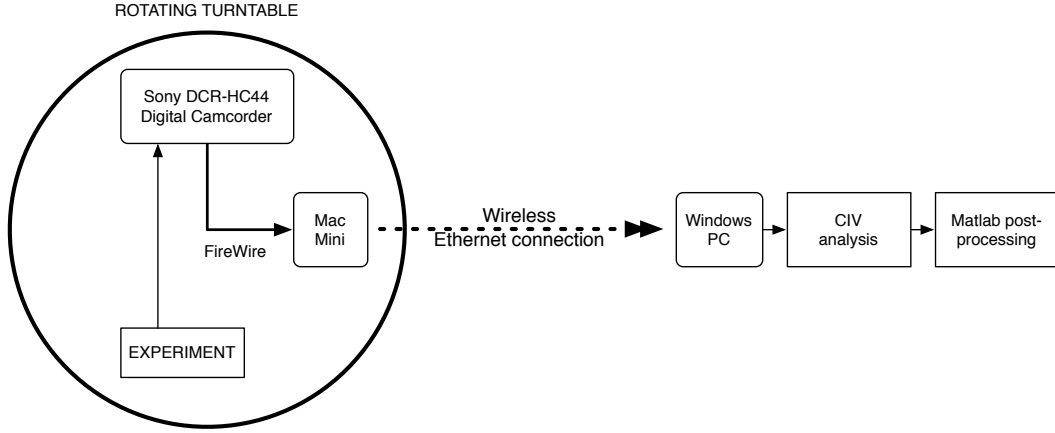 ROTATING TURNTABLE
Sony DCR-HC44
Digital Camcorder
FireWire
Mac
Mini
EXPERIMENT
Wireless
Ethernet connection
Windows
PC
CIV
analysis
Matlab post-
processing